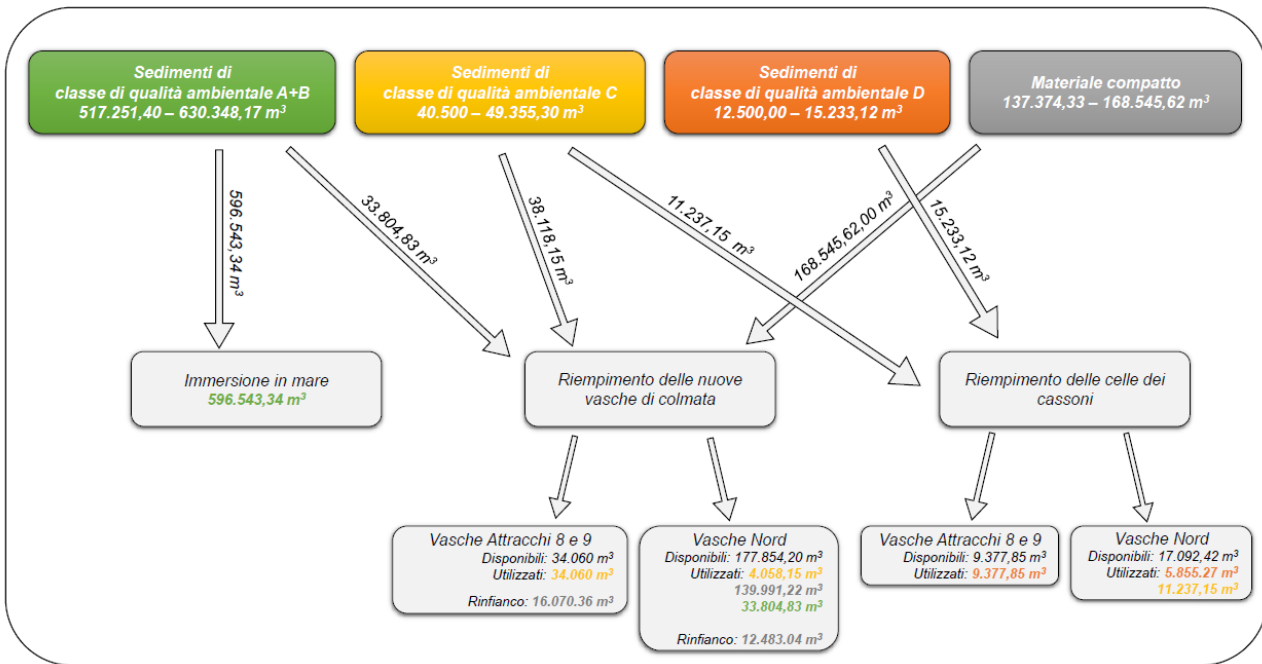 Sedimenti di
classe di qualità ambientale A+B
517.251,40 – 630.348,17 m³
Sedimenti di
classe di qualità ambientale C
40.500 – 49.355,30 m³
Sedimenti di
classe di qualità ambientale D
12.500,00 – 15.233,12 m³
Materiale compatto
137.374,33 – 168.545,62 m³
596.543,34 m³
33.804,83 m³
38.118,15 m³
11.237,15 m³
168.545,62,00 m³
15.233,12 m³
Immersione in mare
596.543,34 m³
Riempimento delle nuove
vasche di colmata
Riempimento delle celle dei
cassoni
Vasche Attracchi 8 e 9
Disponibili: 34.060 m³
Utilizzati: 34.060 m³
Rinfianco: 16.070.36 m³
Vasche Nord
Disponibili: 177.854,20 m³
Utilizzati: 4.058,15 m³
139.991,22 m³
33.804,83 m³
Rinfianco: 12.483.04 m³
Vasche Attracchi 8 e 9
Disponibili: 9.377,85 m³
Utilizzati: 9.377,85 m³
Vasche Nord
Disponibili: 17.092,42 m³
Utilizzati: 5.855.27 m³
11.237,15 m³